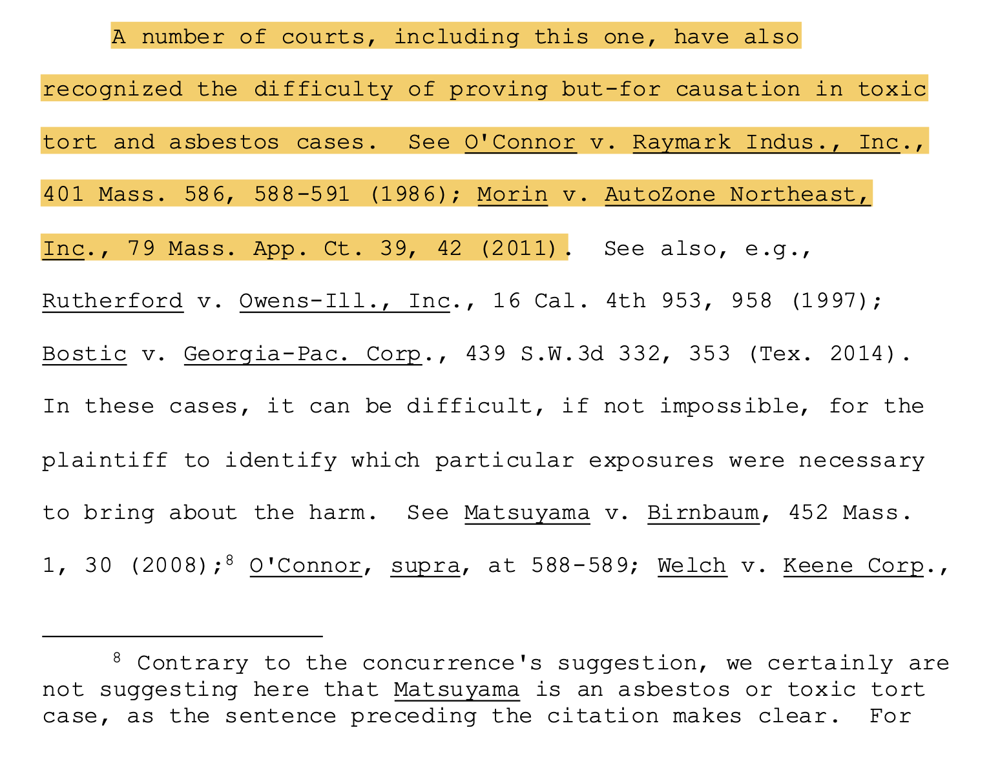 A number of courts, including this one, have also
recognized the difficulty of proving but-for causation in toxic
tort and asbestos cases.  See O'Connor v. Raymark Indus., Inc.,
401 Mass. 586, 588-591 (1986); Morin v. AutoZone Northeast,
Inc., 79 Mass. App. Ct. 39, 42 (2011).  See also, e.g.,
Rutherford v. Owens-Ill., Inc., 16 Cal. 4th 953, 958 (1997);
Bostic v. Georgia-Pac. Corp., 439 S.W.3d 332, 353 (Tex. 2014).
In these cases, it can be difficult, if not impossible, for the
plaintiff to identify which particular exposures were necessary
to bring about the harm.  See Matsuyama v. Birnbaum, 452 Mass.
1, 30 (2008);⁸ O'Connor, supra, at 588-589; Welch v. Keene Corp.,
⁸ Contrary to the concurrence's suggestion, we certainly are
not suggesting here that Matsuyama is an asbestos or toxic tort
case, as the sentence preceding the citation makes clear.  For